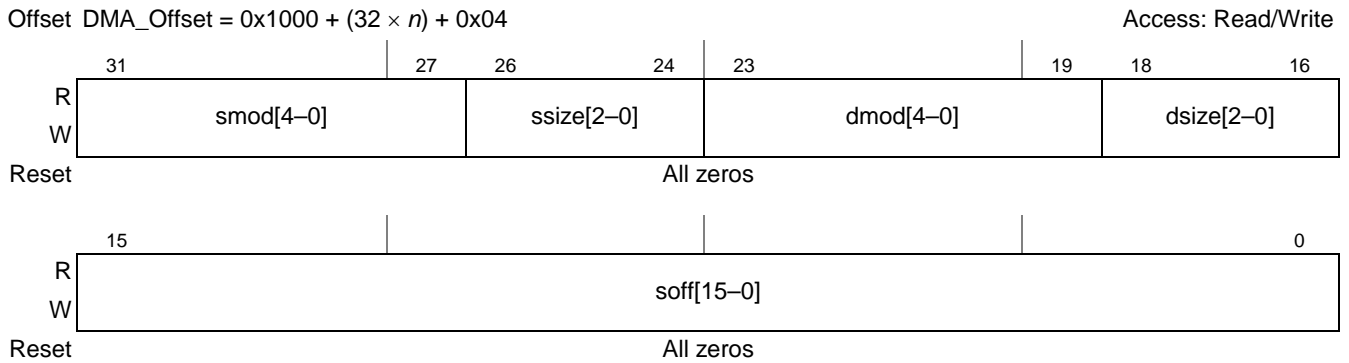 Offset DMA_Offset = 0x1000 + (32 × n) + 0x04 Access: Read/Write
31 27 26 24 23 19 18 16
R
smod[4–0] ssize[2–0] dmod[4–0] dsize[2–0]
W
Reset All zeros
15 0
R
soff[15–0]
W
Reset All zeros